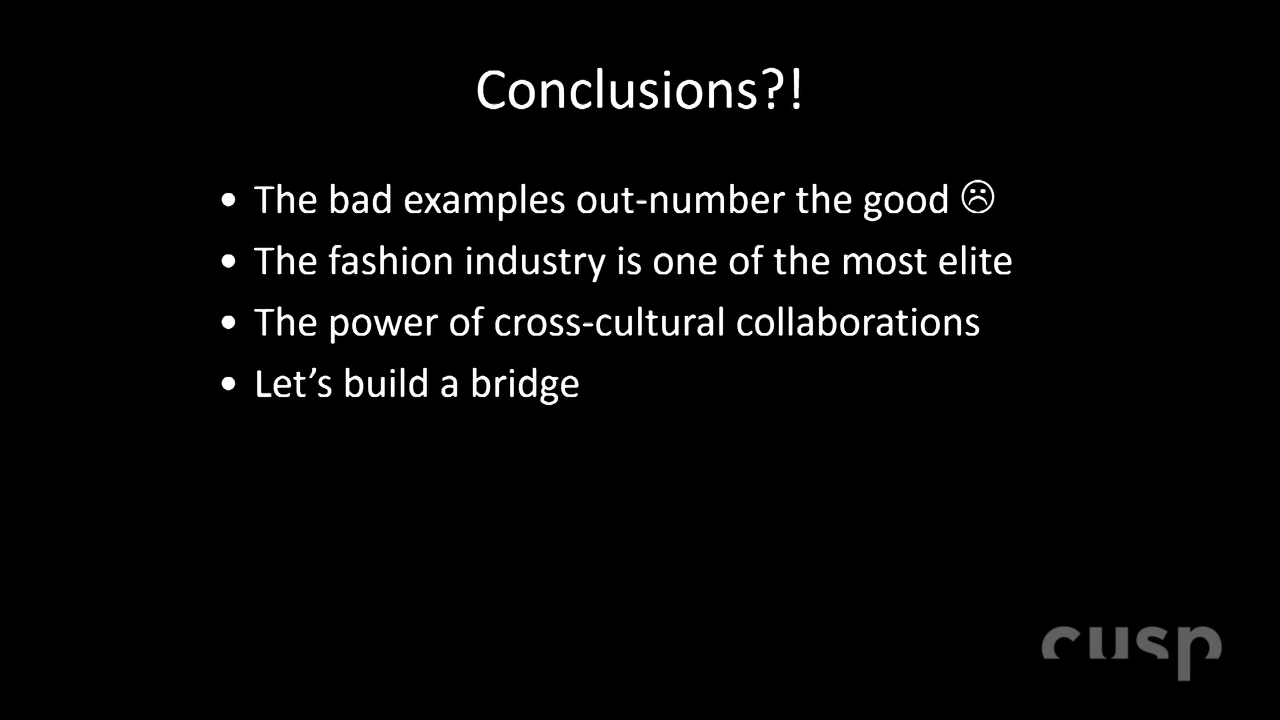 Conclusions?!
• The bad examples out-number the good ☹
• The fashion industry is one of the most elite
• The power of cross-cultural collaborations
• Let’s build a bridge
cusp